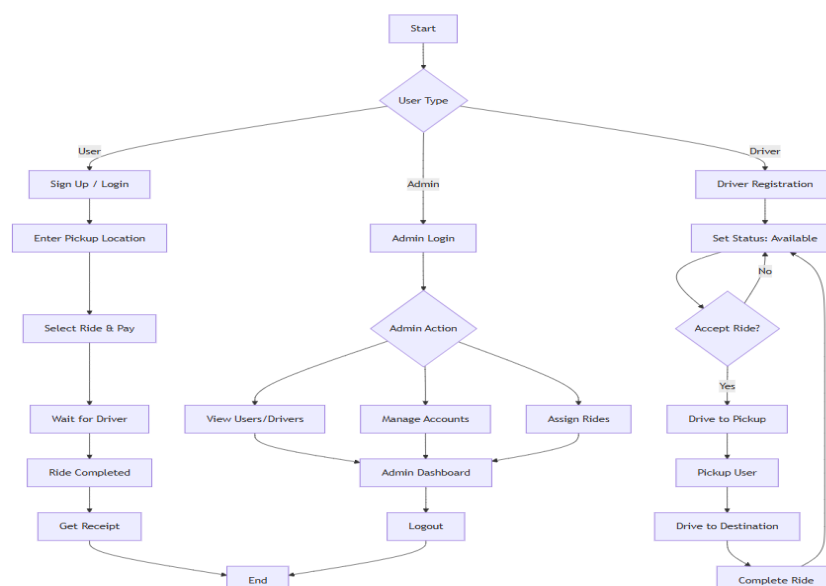 Start
User Type
User
Admin
Driver
Sign Up / Login
Driver Registration
Enter Pickup Location
Admin Login
Set Status: Available
No
Select Ride & Pay
Admin Action
Accept Ride?
Yes
Wait for Driver
View Users/Drivers
Manage Accounts
Assign Rides
Drive to Pickup
Ride Completed
Admin Dashboard
Pickup User
Get Receipt
Logout
Drive to Destination
End
Complete Ride